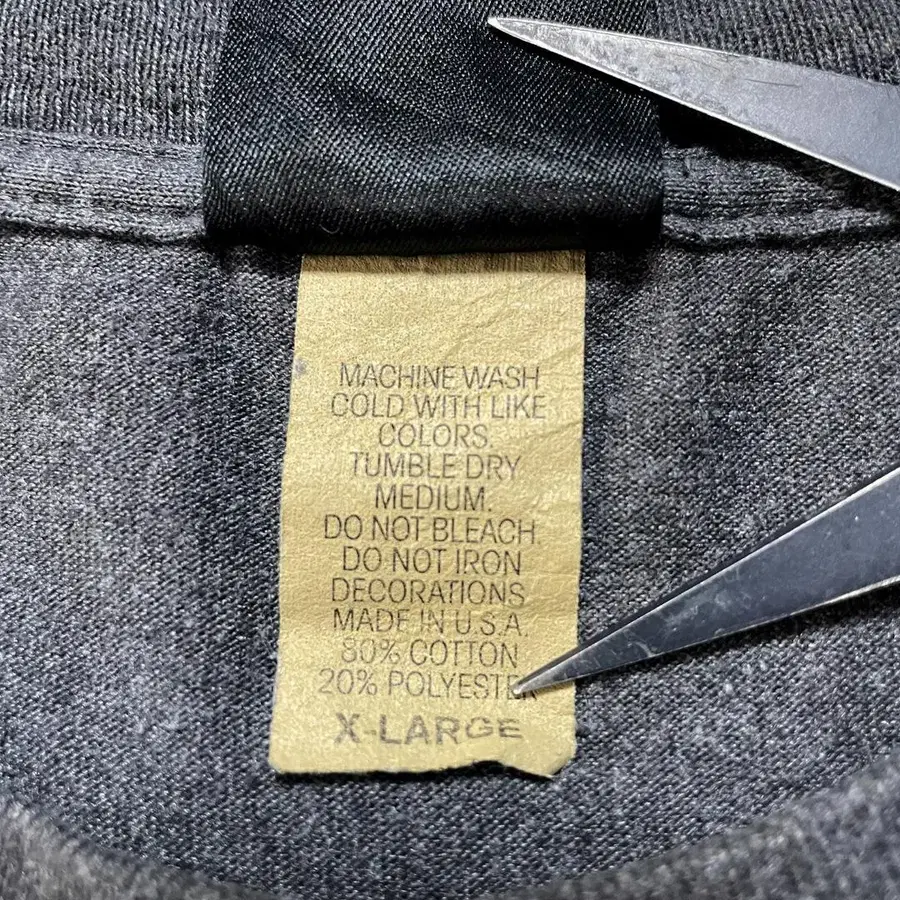 MACHINE WASH
COLD WITH LIKE
COLORS.
TUMBLE DRY
MEDIUM.
DO NOT BLEACH.
DO NOT IRON
DECORATIONS
MADE IN U.S.A.
80% COTTON
20% POLYESTER
X-LARGE